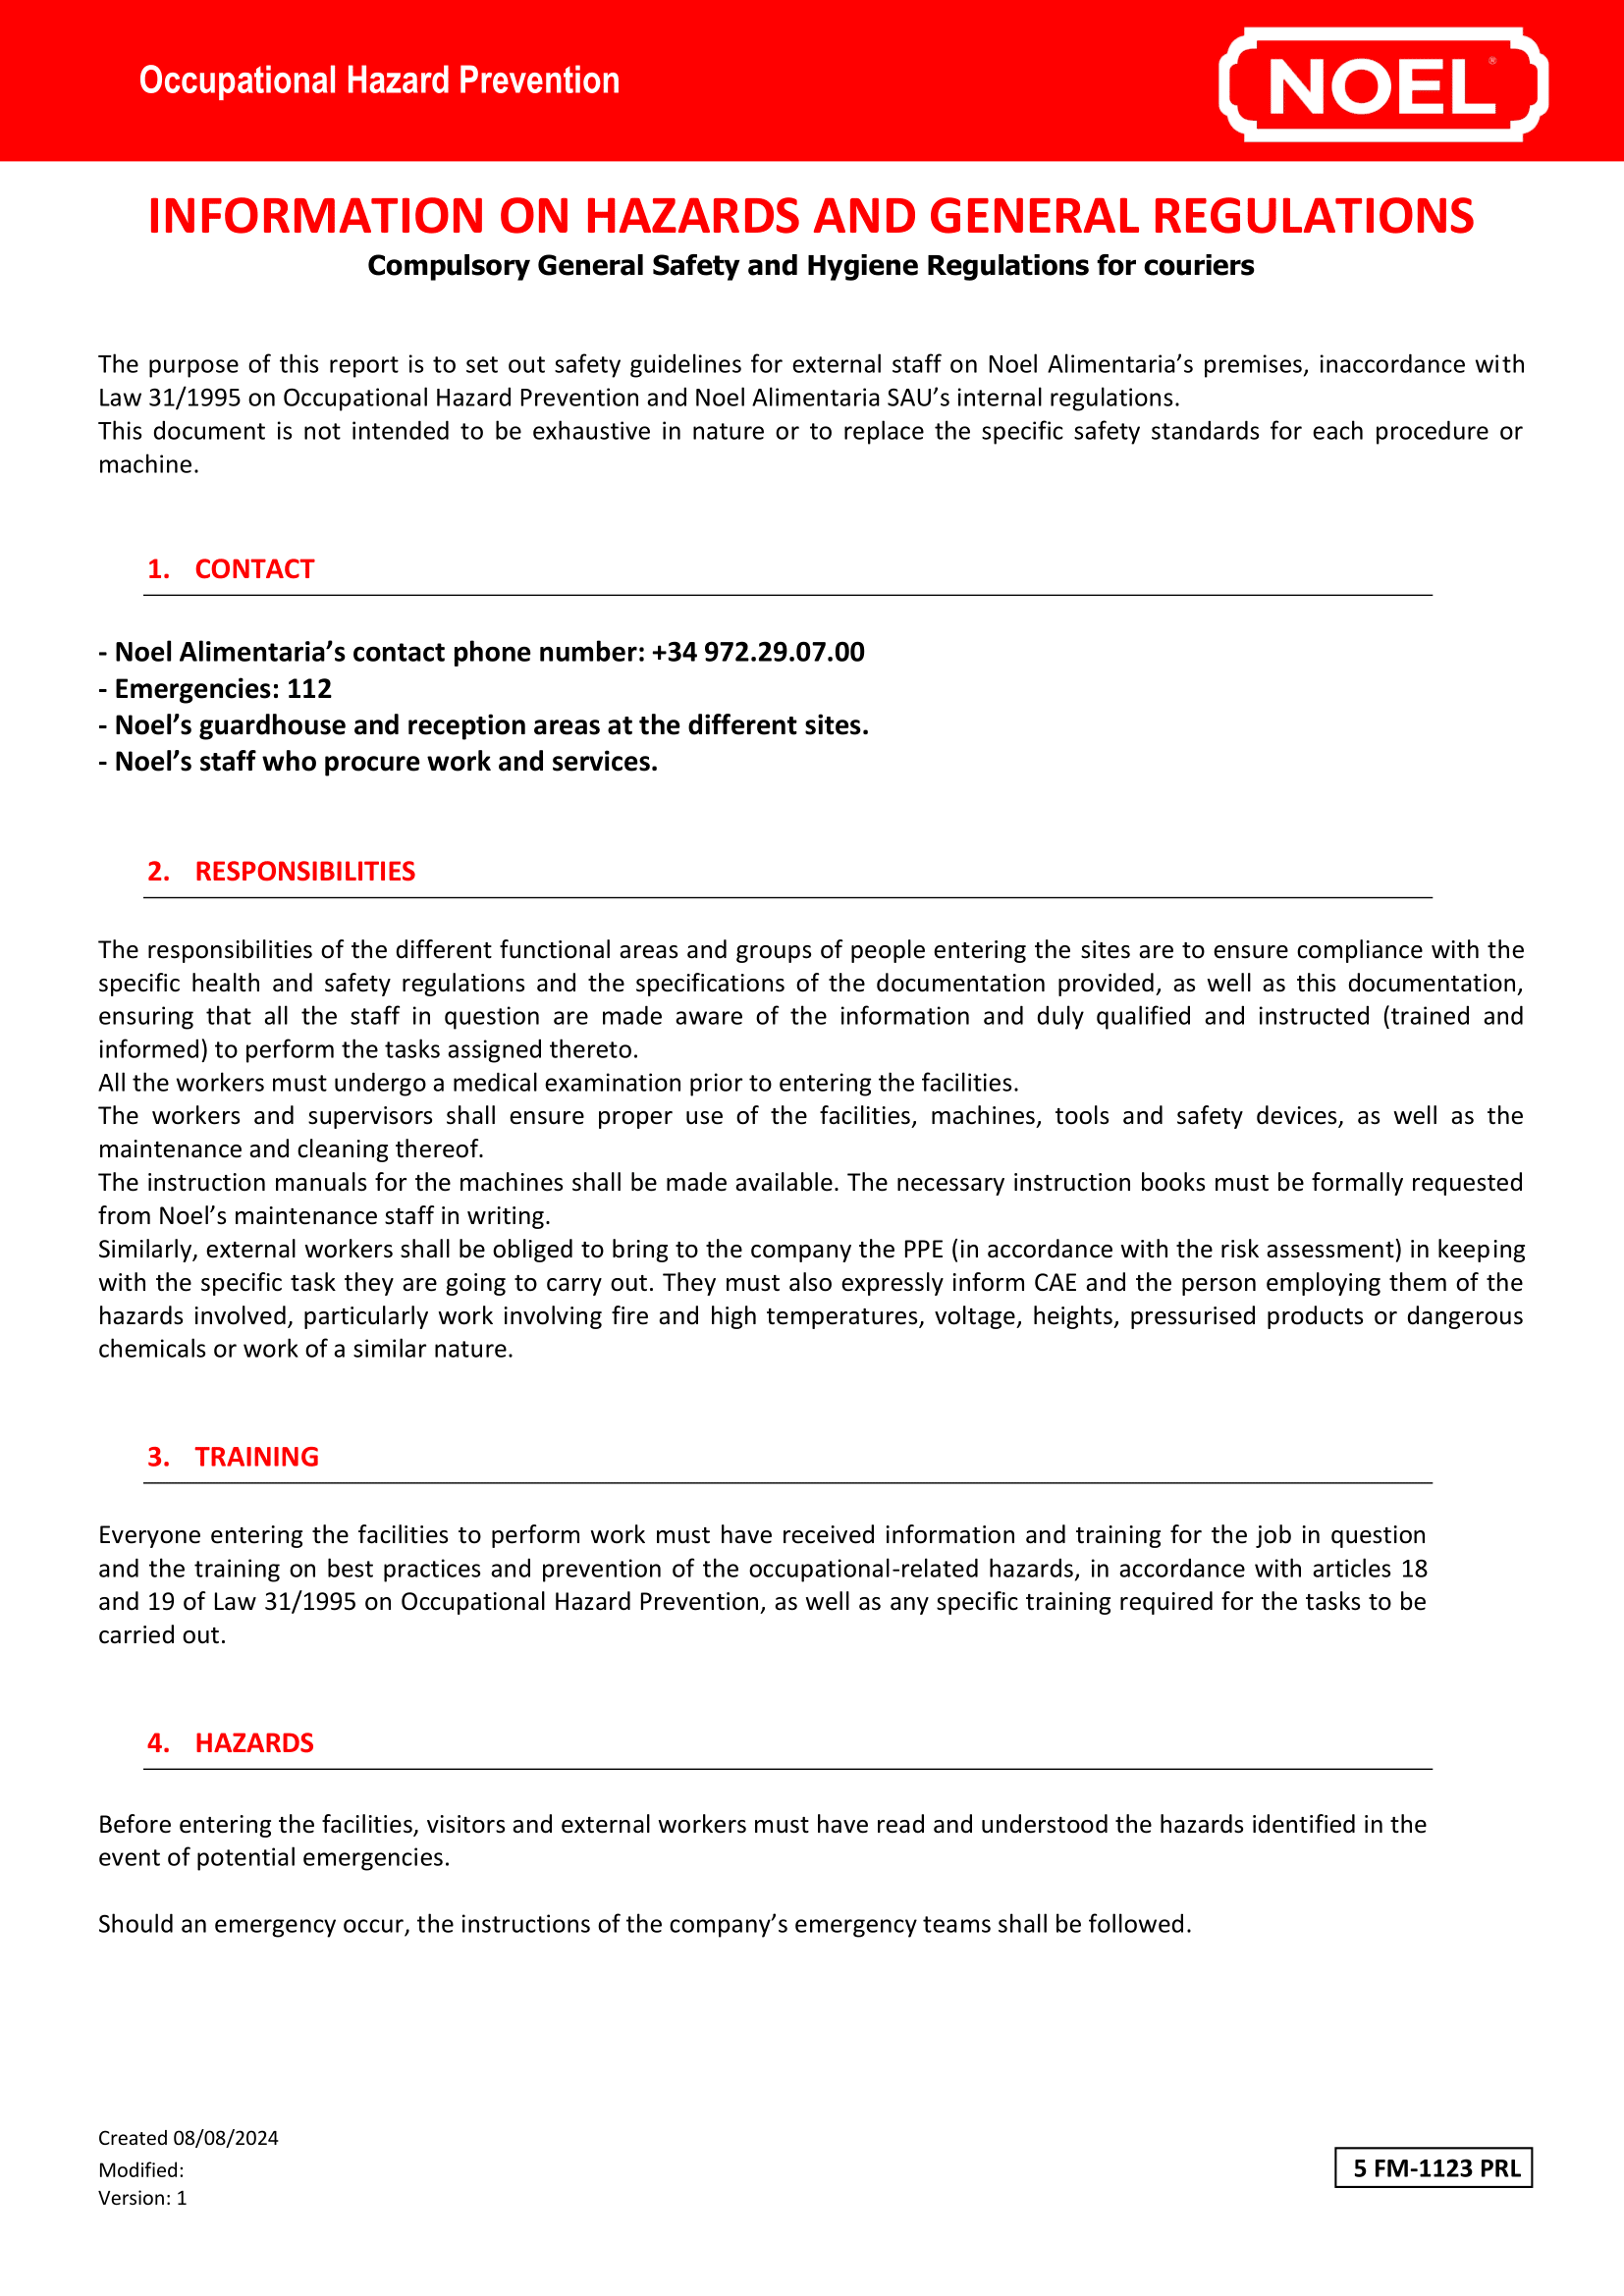 Occupational Hazard Prevention
NOEL®
INFORMATION ON HAZARDS AND GENERAL REGULATIONS
Compulsory General Safety and Hygiene Regulations for couriers
The purpose of this report is to set out safety guidelines for external staff on Noel Alimentaria’s premises, inaccordance with
Law 31/1995 on Occupational Hazard Prevention and Noel Alimentaria SAU’s internal regulations.
This document is not intended to be exhaustive in nature or to replace the specific safety standards for each procedure or
machine.
1. CONTACT
- Noel Alimentaria’s contact phone number: +34 972.29.07.00
- Emergencies: 112
- Noel’s guardhouse and reception areas at the different sites.
- Noel’s staff who procure work and services.
2. RESPONSIBILITIES
The responsibilities of the different functional areas and groups of people entering the sites are to ensure compliance with the
specific health and safety regulations and the specifications of the documentation provided, as well as this documentation,
ensuring that all the staff in question are made aware of the information and duly qualified and instructed (trained and
informed) to perform the tasks assigned thereto.
All the workers must undergo a medical examination prior to entering the facilities.
The workers and supervisors shall ensure proper use of the facilities, machines, tools and safety devices, as well as the
maintenance and cleaning thereof.
The instruction manuals for the machines shall be made available. The necessary instruction books must be formally requested
from Noel’s maintenance staff in writing.
Similarly, external workers shall be obliged to bring to the company the PPE (in accordance with the risk assessment) in keeping
with the specific task they are going to carry out. They must also expressly inform CAE and the person employing them of the
hazards involved, particularly work involving fire and high temperatures, voltage, heights, pressurised products or dangerous
chemicals or work of a similar nature.
3. TRAINING
Everyone entering the facilities to perform work must have received information and training for the job in question
and the training on best practices and prevention of the occupational-related hazards, in accordance with articles 18
and 19 of Law 31/1995 on Occupational Hazard Prevention, as well as any specific training required for the tasks to be
carried out.
4. HAZARDS
Before entering the facilities, visitors and external workers must have read and understood the hazards identified in the
event of potential emergencies.
Should an emergency occur, the instructions of the company’s emergency teams shall be followed.
Created 08/08/2024
Modified:
Version: 1
5 FM-1123 PRL